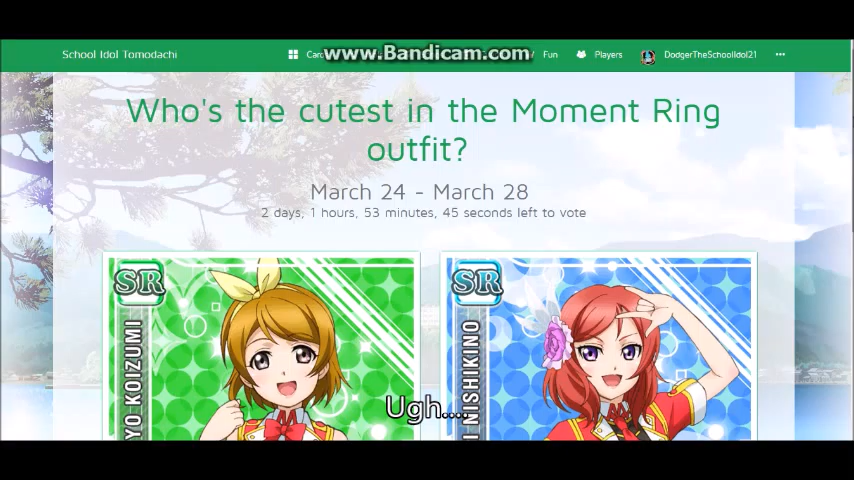 School Idol Tomodachi
www.Bandicam.com
Fun
Players
DodgerTheSchoolIdol21
Who's the cutest in the Moment Ring
outfit?
March 24 - March 28
2 days, 1 hours, 53 minutes, 45 seconds left to vote
SR
YO KOIZUMI
SR
I NISHIKINO
Ugh....